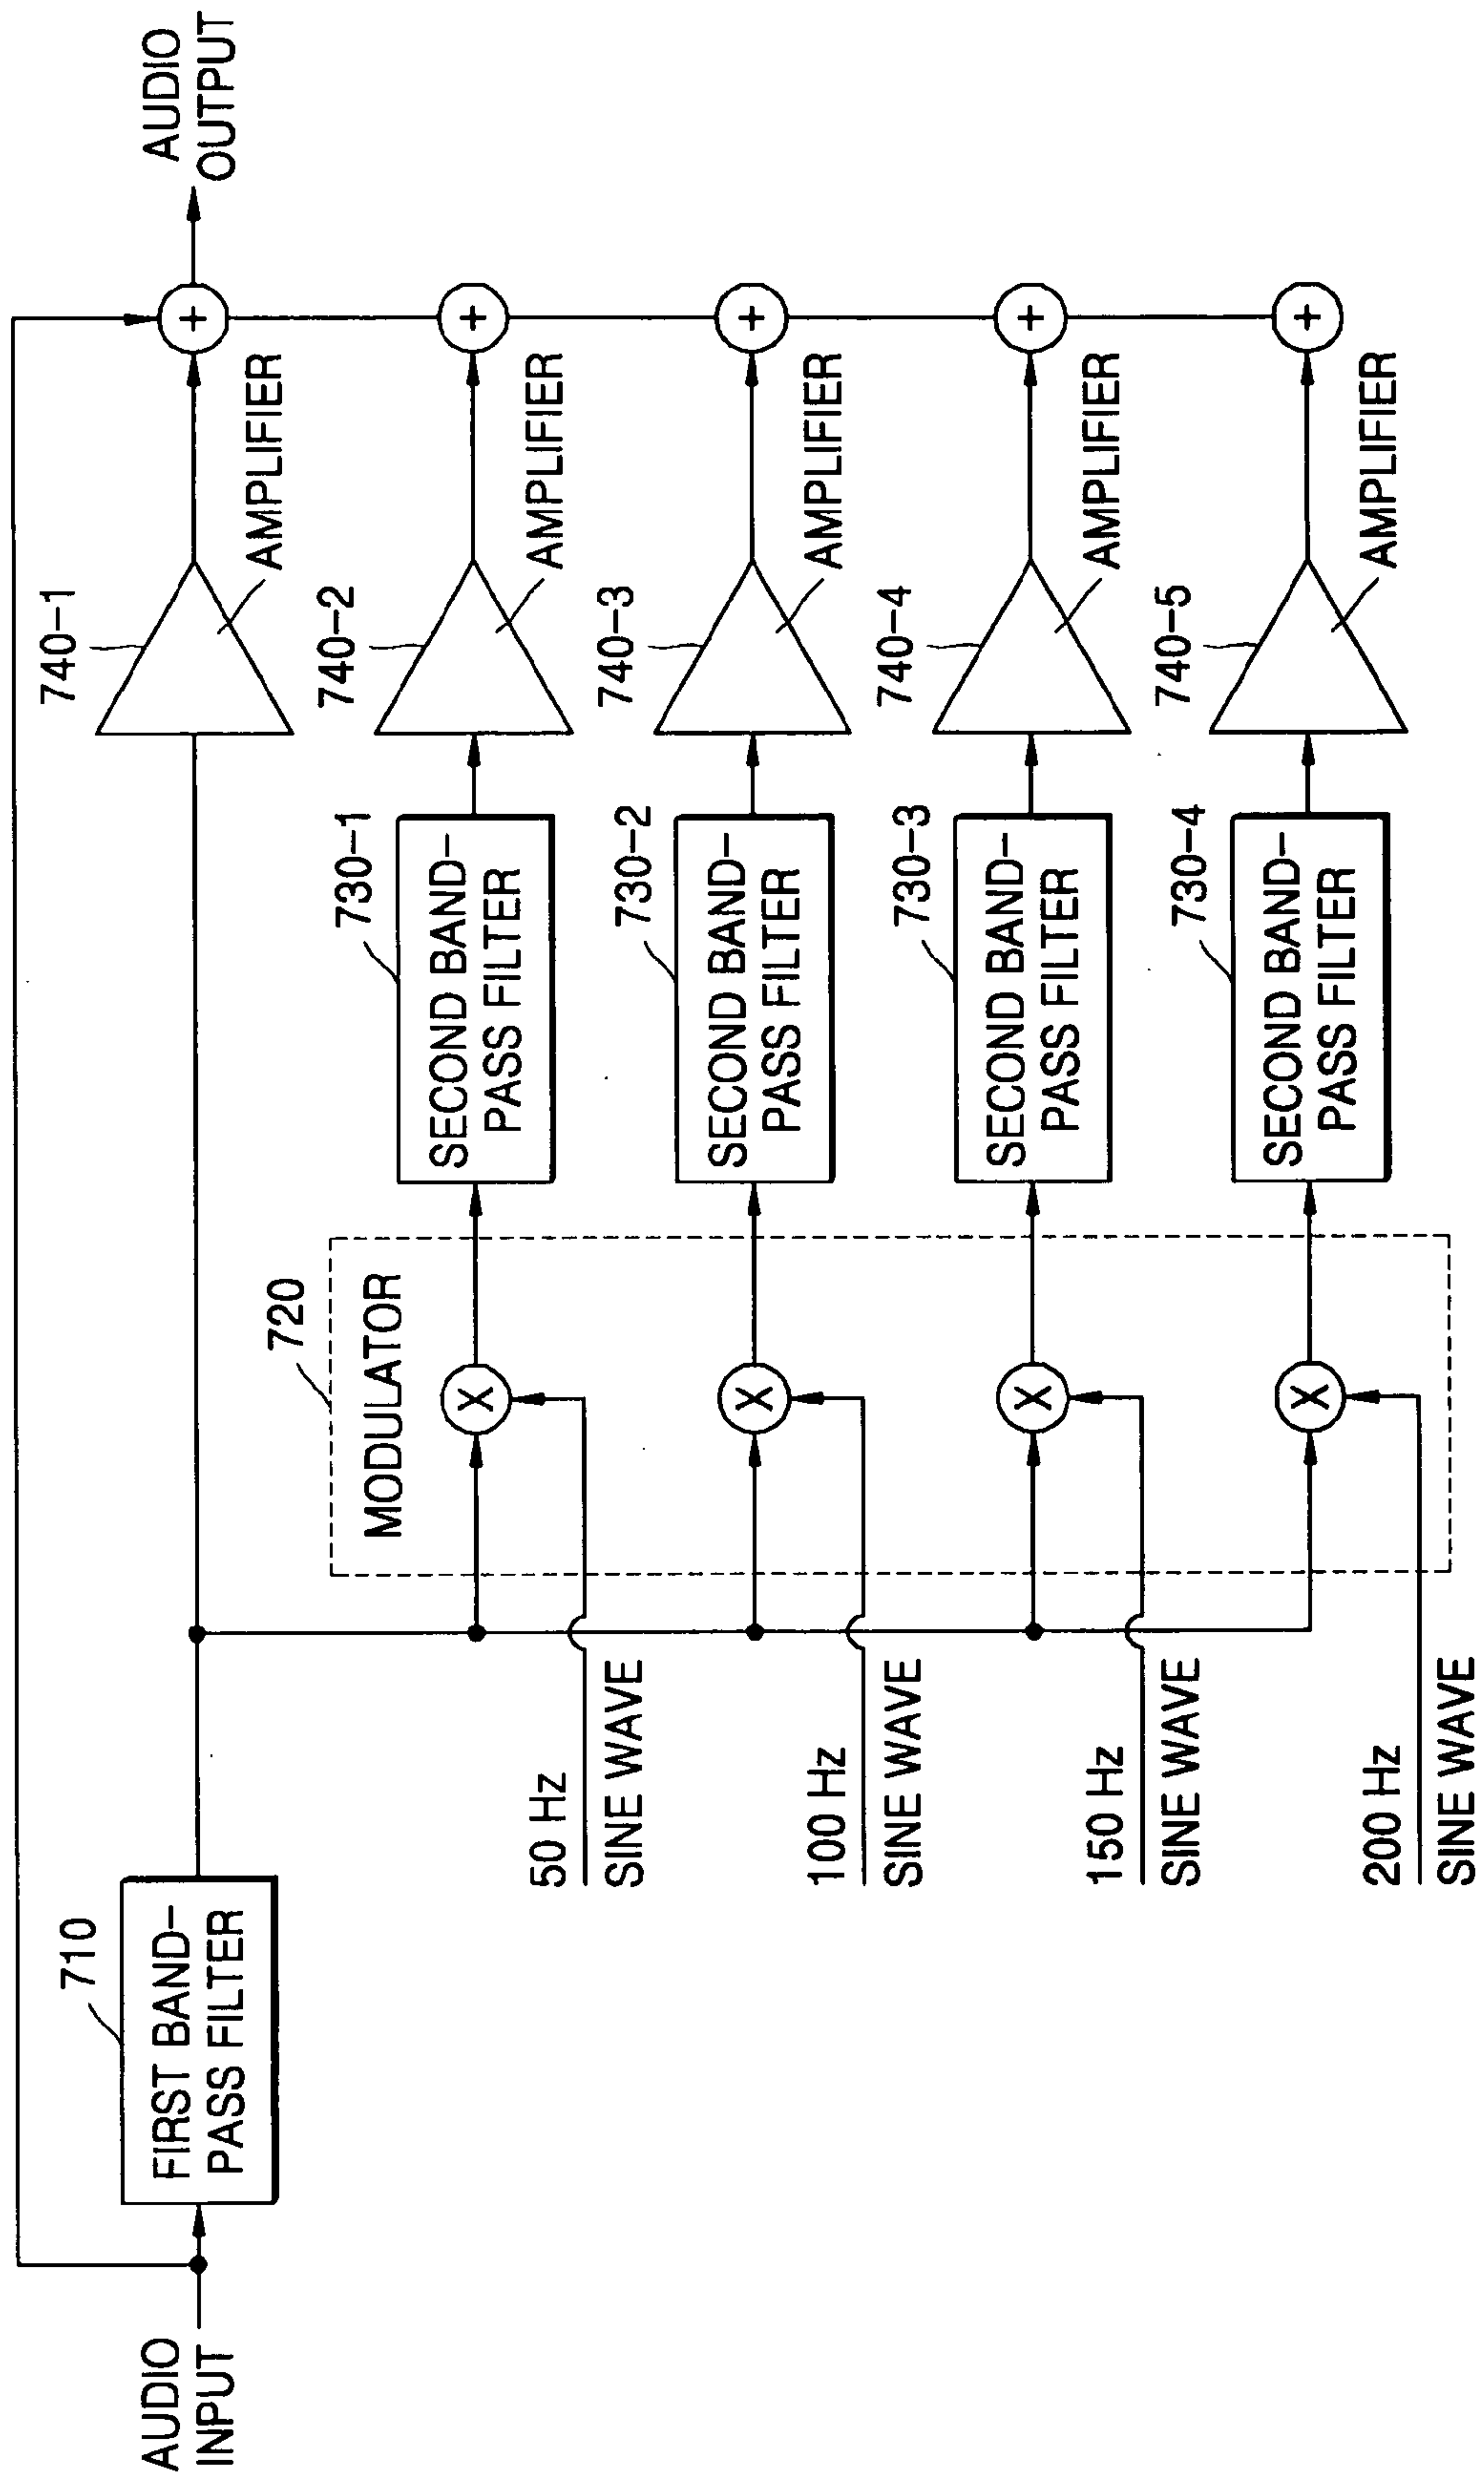 AUDIO
INPUT
710
FIRST BAND-
PASS FILTER
740-1
AMPLIFIER
+
AUDIO
OUTPUT
720
MODULATOR
50 Hz
SINE WAVE
X
730-1
SECOND BAND-
PASS FILTER
740-2
AMPLIFIER
+
100 Hz
SINE WAVE
X
730-2
SECOND BAND-
PASS FILTER
740-3
AMPLIFIER
+
150 Hz
SINE WAVE
X
730-3
SECOND BAND-
PASS FILTER
740-4
AMPLIFIER
+
200 Hz
SINE WAVE
X
730-4
SECOND BAND-
PASS FILTER
740-5
AMPLIFIER
+